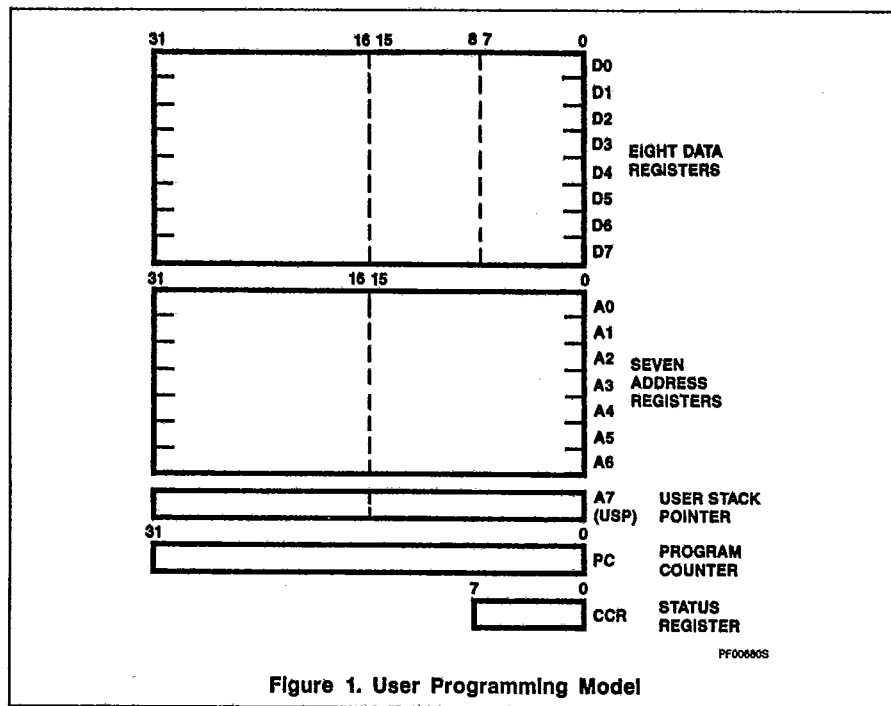 31 16 15 8 7 0
D0
D1
D2
D3
D4
D5
D6
D7
EIGHT DATA
REGISTERS
31 16 15 0
A0
A1
A2
A3
A4
A5
A6
SEVEN
ADDRESS
REGISTERS
A7
(USP)
USER STACK
POINTER
31 0
PC
PROGRAM
COUNTER
7 0
CCR
STATUS
REGISTER
PF00680S
Figure 1. User Programming Model